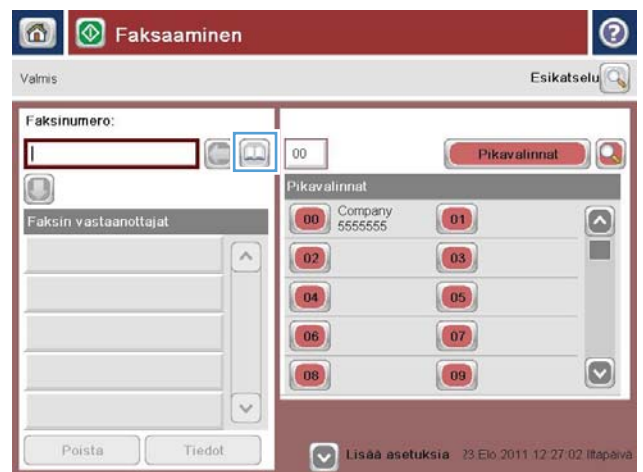 Faksaaminen
Valmis
Esikatselu
Faksinumero:
00
Pikavalinnat
Pikavalinnat
Faksin vastaanottajat
00 Company 01
5555555
02 03
04 05
06 07
08 09
Poista Tiedot
Lisää asetuksia 23.Elo.2011 12:27:02 Iltapäivä